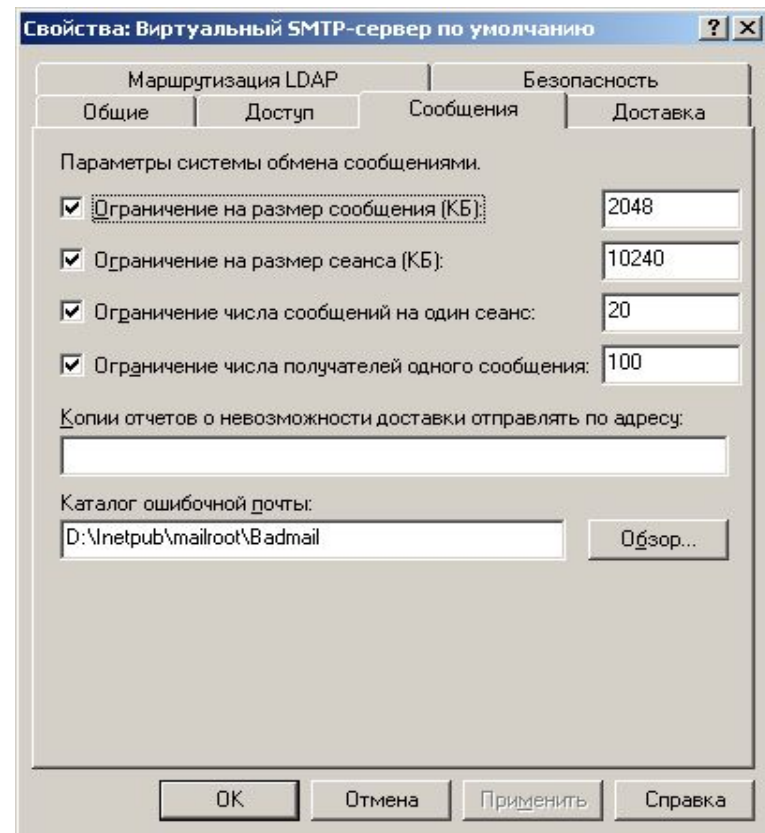 Свойства: Виртуальный SMTP-сервер по умолчанию ? X
Маршрутизация LDAP Безопасность
Общие Доступ Сообщения Доставка
Параметры системы обмена сообщениями.
Ограничение на размер сообщения (КБ): 2048
Ограничение на размер сеанса (КБ): 10240
Ограничение числа сообщений на один сеанс: 20
Ограничение числа получателей одного сообщения: 100
Копии отчетов о невозможности доставки отправлять по адресу:
Каталог ошибочной почты:
D:\Inetpub\mailroot\Badmail Обзор...
OK Отмена Применить Справка